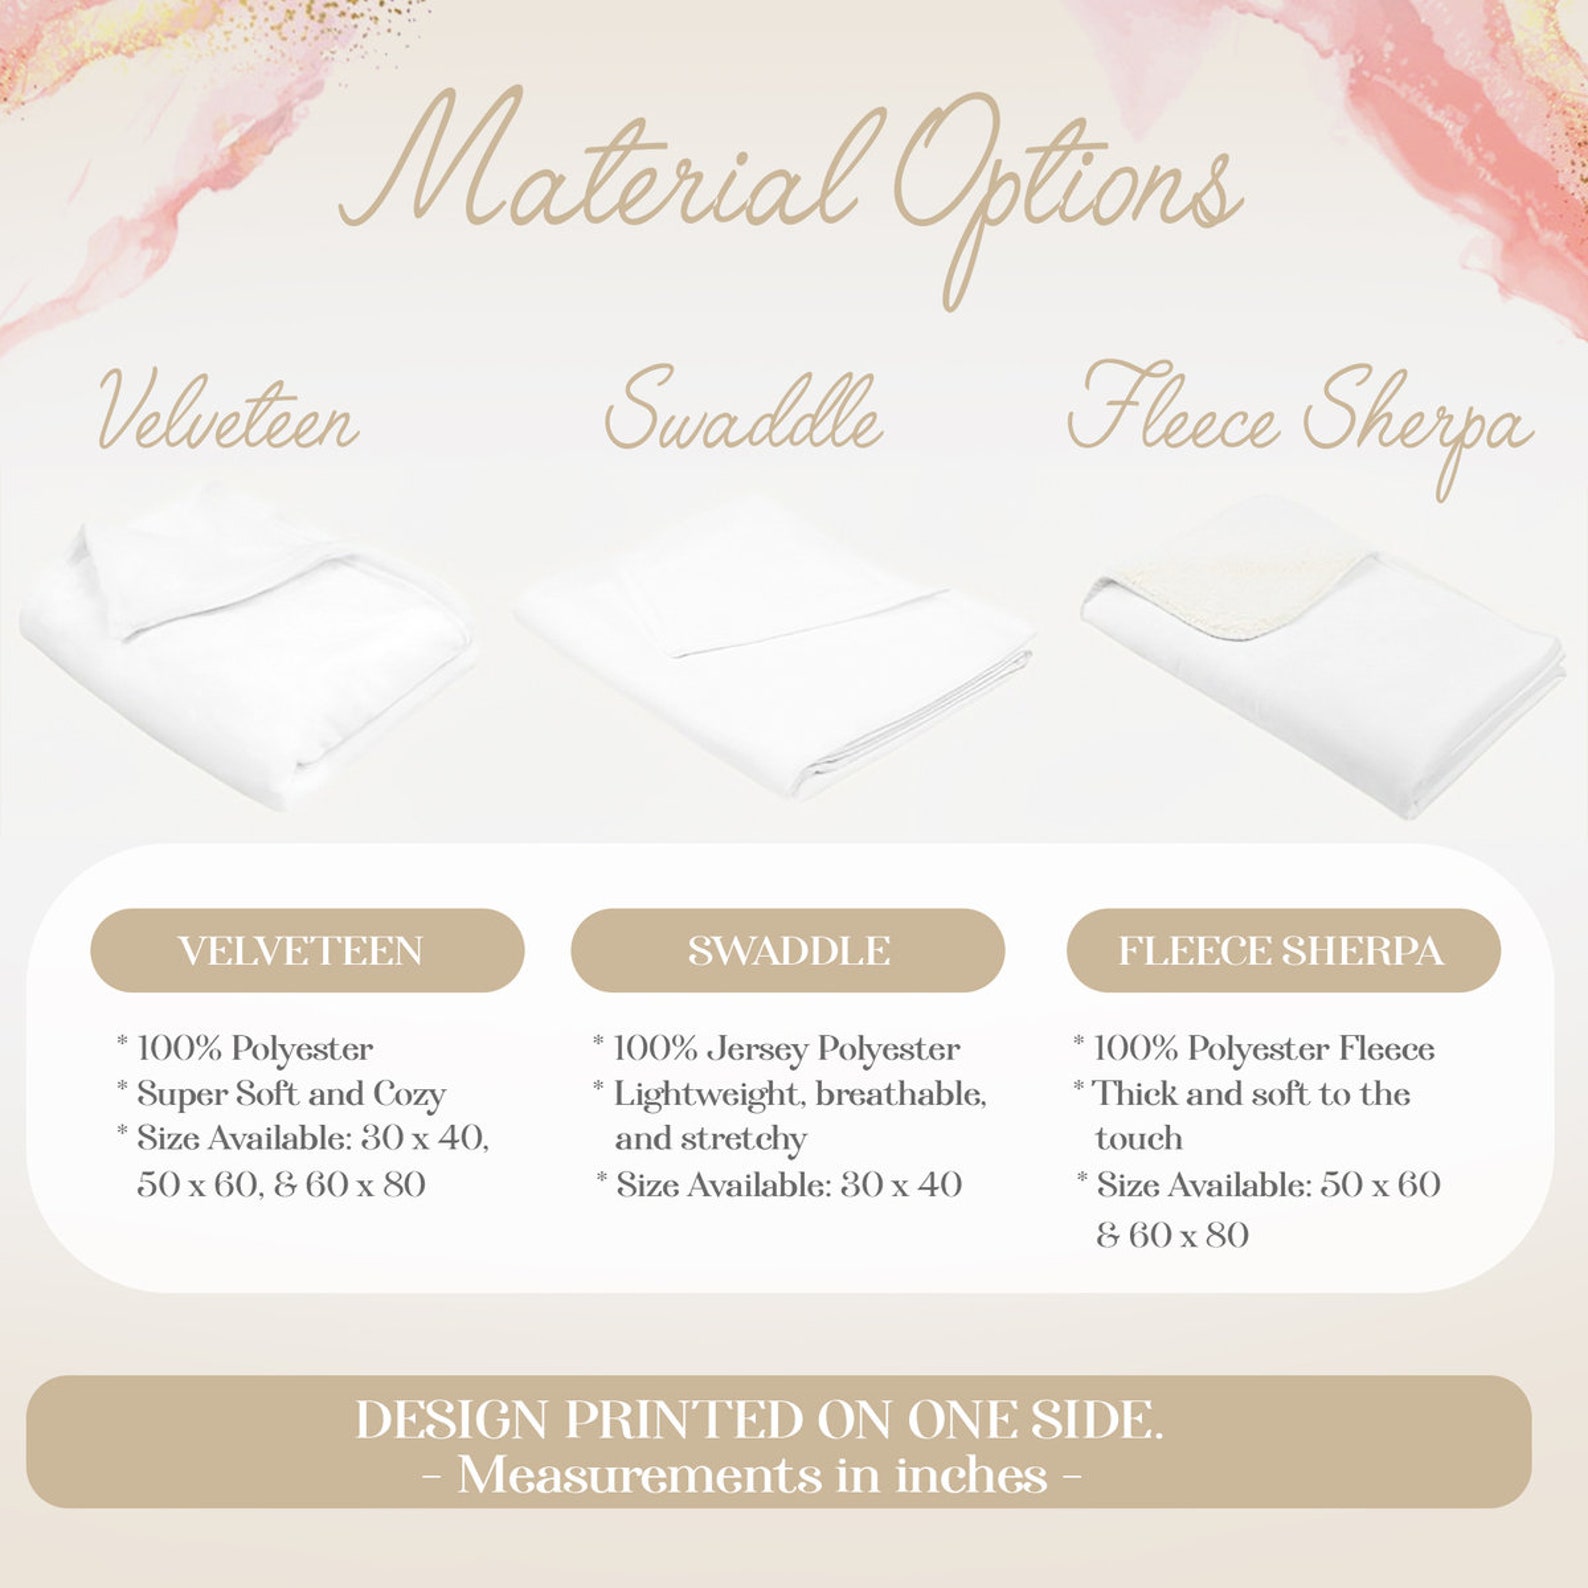 Material Options
Velveteen
Swaddle
Fleece Sherpa
VELVETEEN
* 100% Polyester
* Super Soft and Cozy
* Size Available: 30 x 40,
50 x 60, & 60 x 80
SWADDLE
* 100% Jersey Polyester
* Lightweight, breathable,
and stretchy
* Size Available: 30 x 40
FLEECE SHERPA
* 100% Polyester Fleece
* Thick and soft to the
touch
* Size Available: 50 x 60
& 60 x 80
DESIGN PRINTED ON ONE SIDE.
- Measurements in inches -